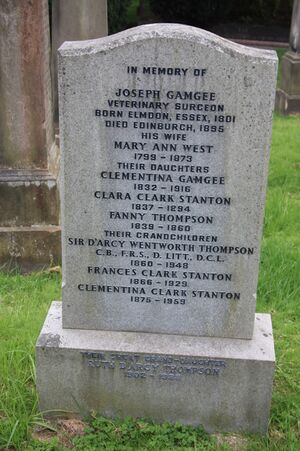 IN MEMORY OF
JOSEPH GAMGEE
VETERINARY SURGEON
BORN ELMDON, ESSEX, 1801
DIED EDINBURGH, 1895
HIS WIFE
MARY ANN WEST
1799 - 1873
THEIR DAUGHTERS
CLEMENTINA GAMGEE
1832 - 1916
CLARA CLARK STANTON
1837 - 1294
FANNY THOMPSON
1839 - 1860
THEIR GRANDCHILDREN
SIR D'ARCY WENTWORTH THOMPSON
C.B., F.R.S., D. LITT., D.C.L.
1860 - 1948
FRANCES CLARK STANTON
1866 - 1929
CLEMENTINA CLARK STANTON
1875 - 1959
THEIR GREAT GRAND-DAUGHTER
RUTH D'ARCY THOMPSON
1902 -